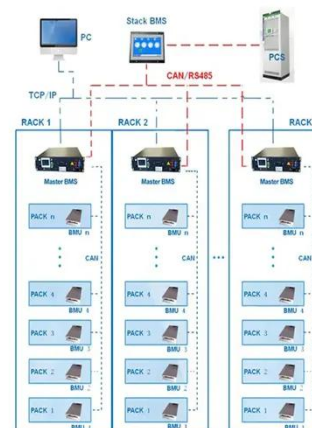 Stack BMS
PC
PCS
CAN/RS485
TCP/IP
RACK 1
RACK 2
RACK
Master BMS
Master BMS
Master BMS
PACK n
BMU n
PACK n
BMU n
PACK n
BMU n
CAN
CAN
CAN
PACK 4
BMU 4
PACK 4
BMU 4
PACK 4
BMU 4
PACK 3
BMU 3
PACK 3
BMU 3
PACK 3
BMU 3
PACK 2
BMU 2
PACK 2
BMU 2
PACK 2
BMU 2
PACK 1
BMU
PACK 1
BMU
PACK 1
BMU